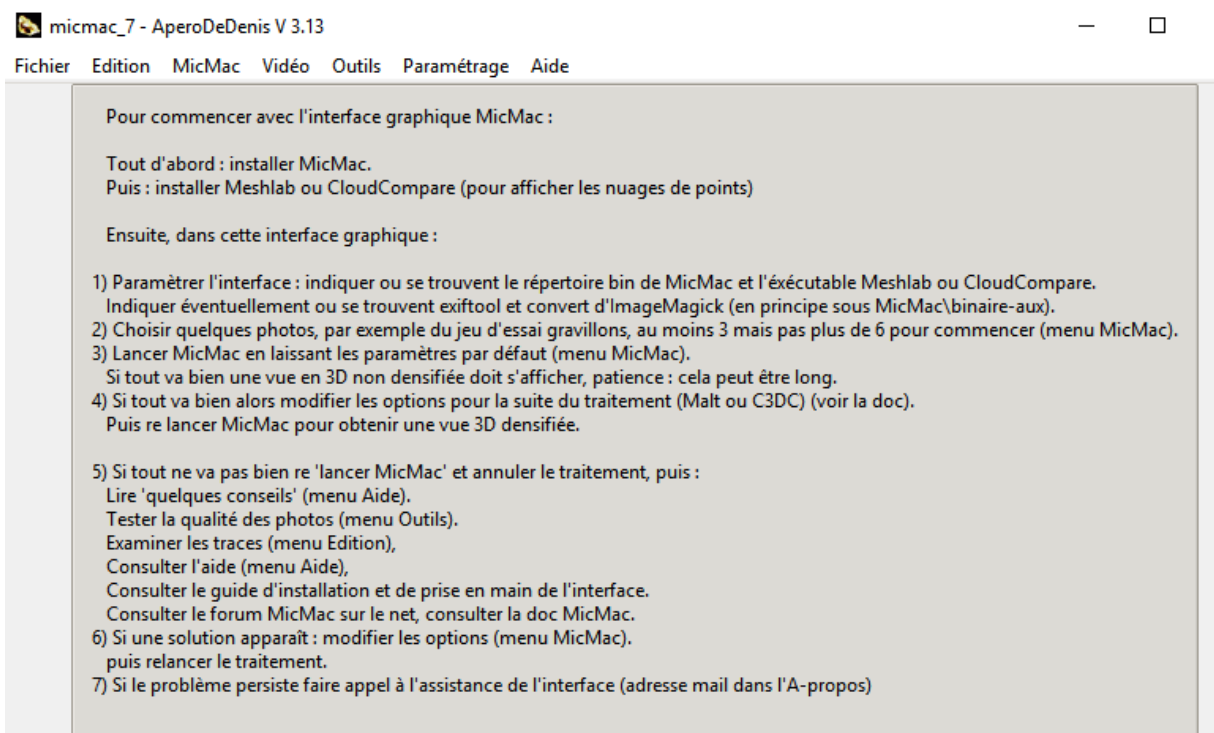 micmac_7 - AperoDeDenis V 3.13
Fichier Edition MicMac Vidéo Outils Paramétrage Aide
Pour commencer avec l'interface graphique MicMac :
Tout d'abord : installer MicMac.
Puis : installer Meshlab ou CloudCompare (pour afficher les nuages de points)
Ensuite, dans cette interface graphique :
1) Paramètrer l'interface : indiquer ou se trouvent le répertoire bin de MicMac et l'éxécutable Meshlab ou CloudCompare.
Indiquer éventuellement ou se trouvent exiftool et convert d'ImageMagick (en principe sous MicMac\binaire-aux).
2) Choisir quelques photos, par exemple du jeu d'essai gravillons, au moins 3 mais pas plus de 6 pour commencer (menu MicMac).
3) Lancer MicMac en laissant les paramètres par défaut (menu MicMac).
Si tout va bien une vue en 3D non densifiée doit s'afficher, patience : cela peut être long.
4) Si tout va bien alors modifier les options pour la suite du traitement (Malt ou C3DC) (voir la doc).
Puis re lancer MicMac pour obtenir une vue 3D densifiée.
5) Si tout ne va pas bien re 'lancer MicMac' et annuler le traitement, puis :
Lire 'quelques conseils' (menu Aide).
Tester la qualité des photos (menu Outils).
Examiner les traces (menu Edition),
Consulter l'aide (menu Aide),
Consulter le guide d'installation et de prise en main de l'interface.
Consulter le forum MicMac sur le net, consulter la doc MicMac.
6) Si une solution apparaît : modifier les options (menu MicMac).
puis relancer le traitement.
7) Si le problème persiste faire appel à l'assistance de l'interface (adresse mail dans l'A-propos)